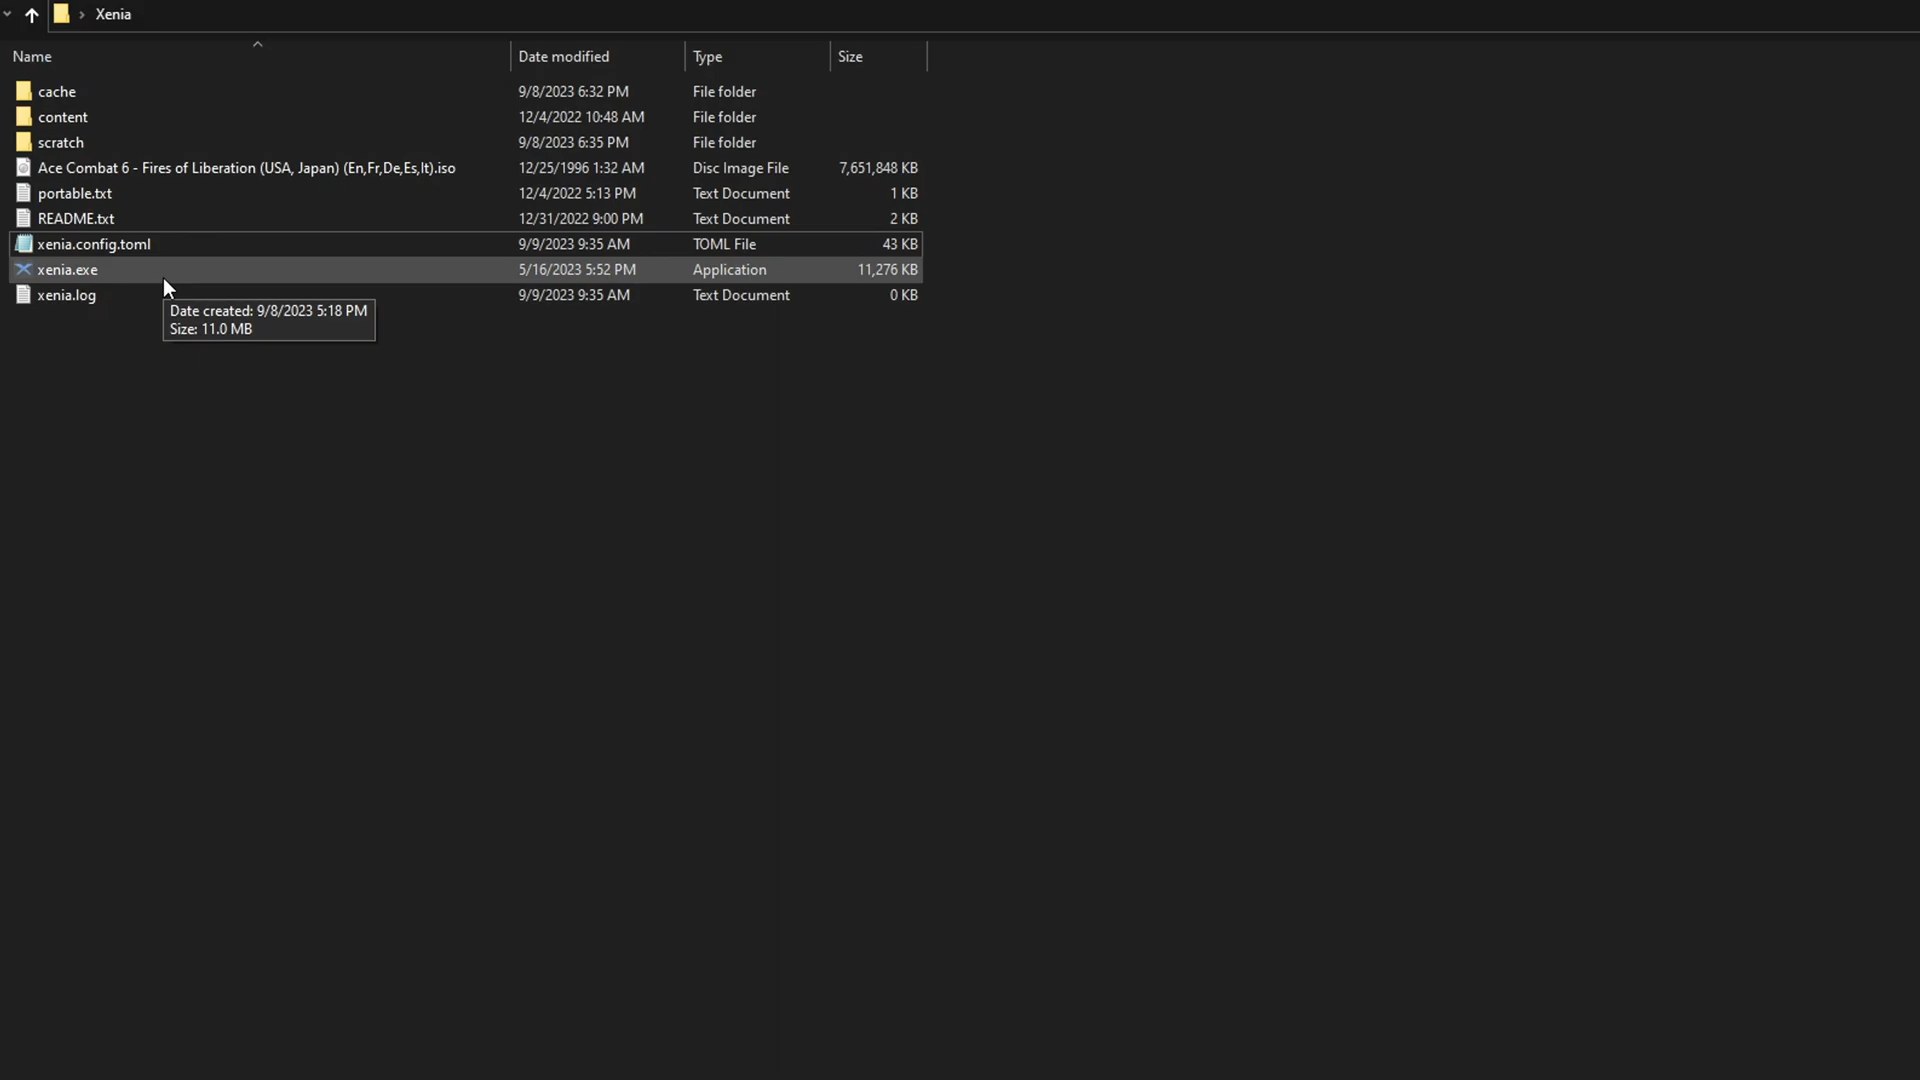 Xenia
Name Date modified Type Size
cache 9/8/2023 6:32 PM File folder
content 12/4/2022 10:48 AM File folder
scratch 9/8/2023 6:35 PM File folder
Ace Combat 6 - Fires of Liberation (USA, Japan) (En,Fr,De,Es,It).iso 12/25/1996 1:32 AM Disc Image File 7,651,848 KB
portable.txt 12/4/2022 5:13 PM Text Document 1 KB
README.txt 12/31/2022 9:00 PM Text Document 2 KB
xenia.config.toml 9/9/2023 9:35 AM TOML File 43 KB
xenia.exe 5/16/2023 5:52 PM Application 11,276 KB
xenia.log 9/9/2023 9:35 AM Text Document 0 KB
Date created: 9/8/2023 5:18 PM
Size: 11.0 MB